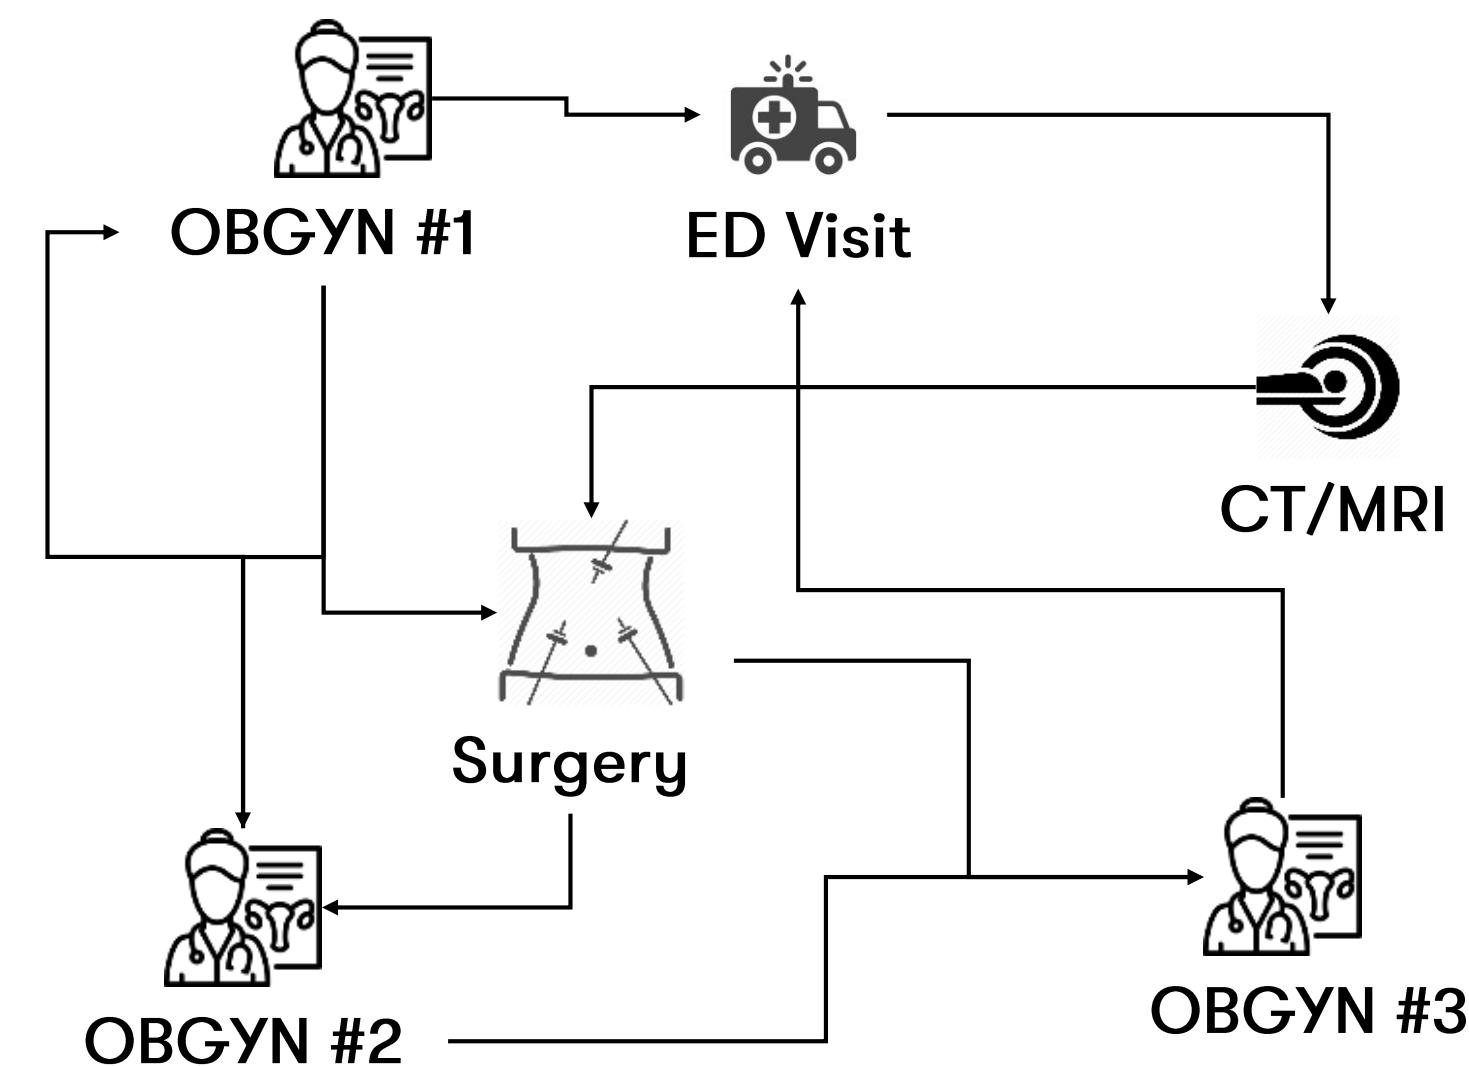 OBGYN #1
ED Visit
CT/MRI
Surgery
OBGYN #2
OBGYN #3